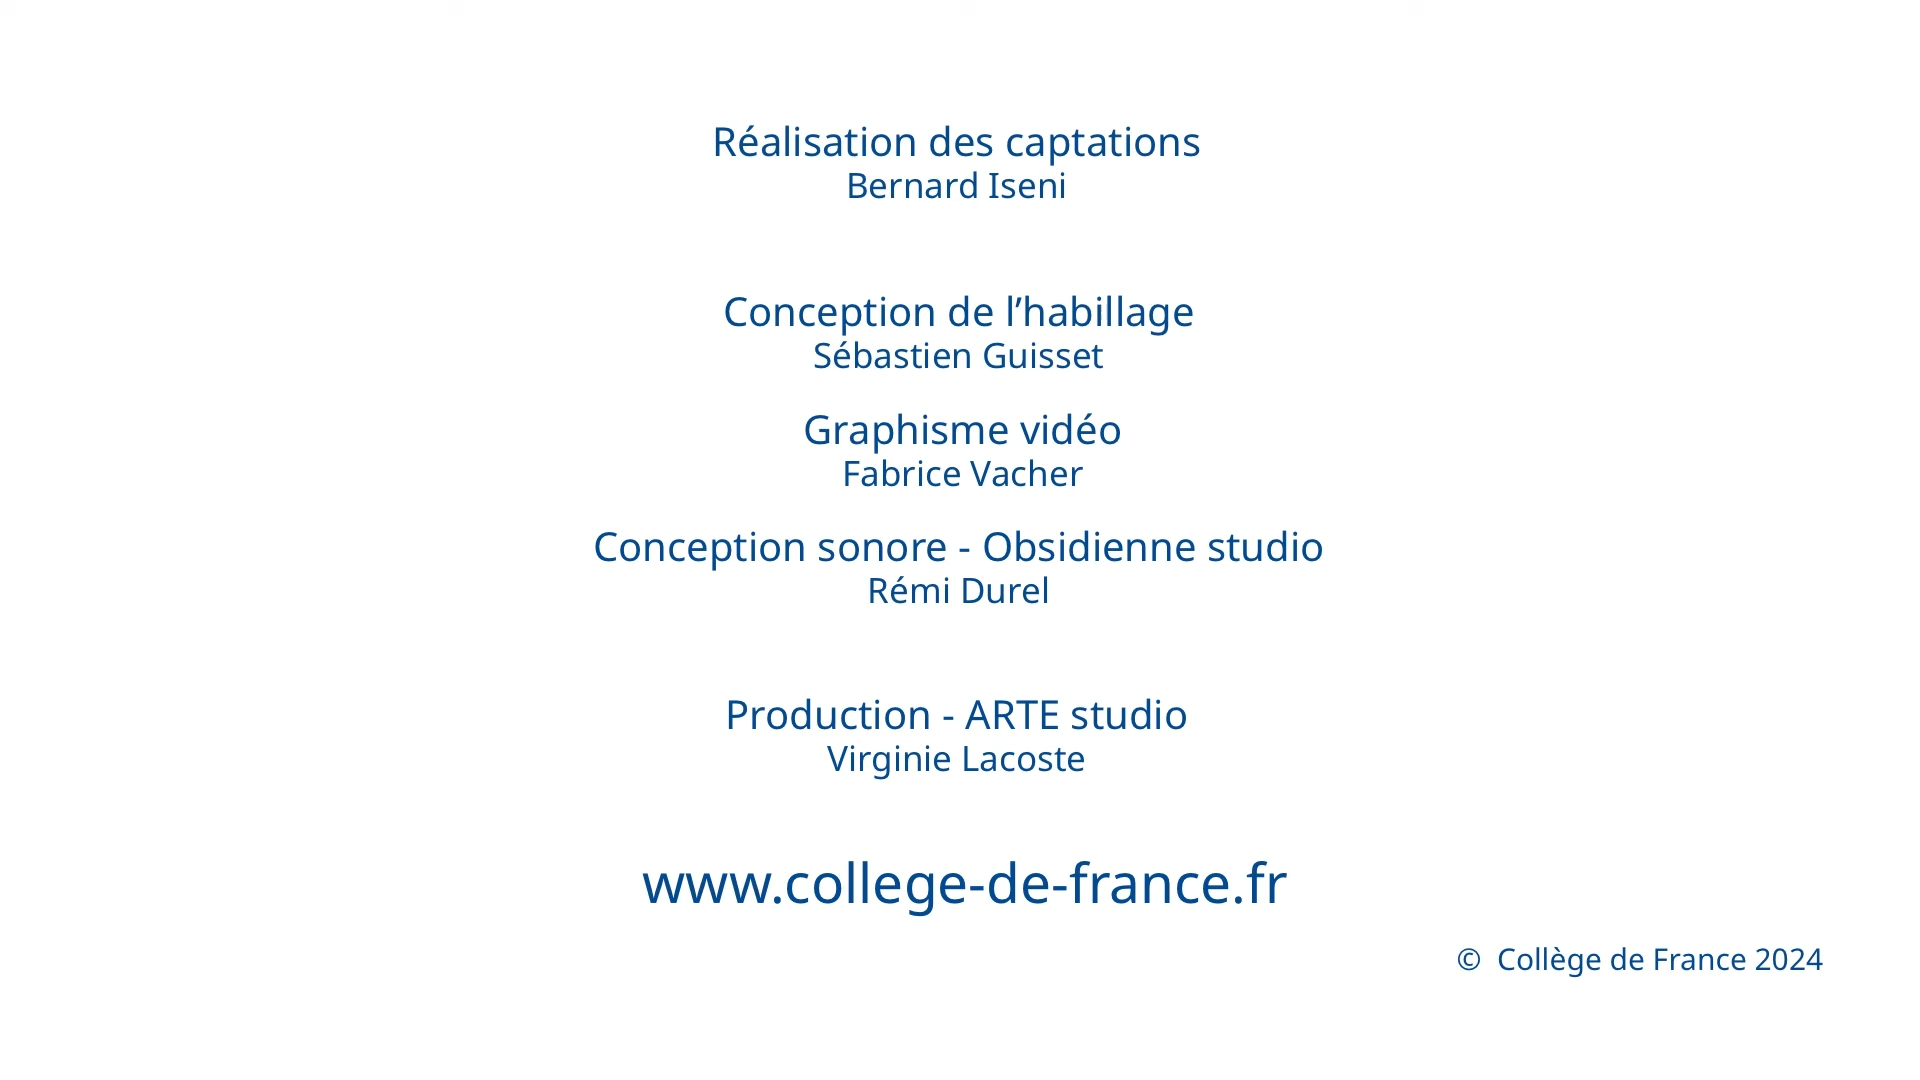 Réalisation des captations
Bernard Iseni
Conception de l’habillage
Sébastien Guisset
Graphisme vidéo
Fabrice Vacher
Conception sonore - Obsidienne studio
Rémi Durel
Production - ARTE studio
Virginie Lacoste
www.college-de-france.fr
© Collège de France 2024